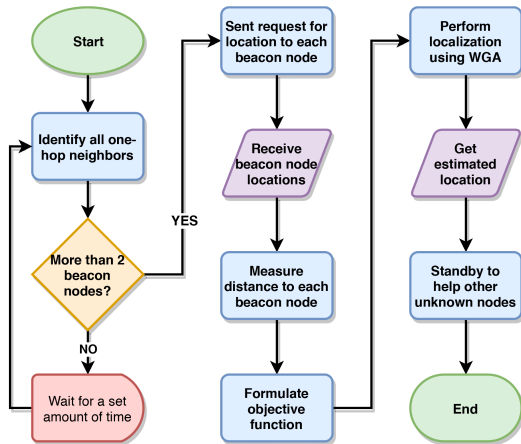 Start
Identify all one-
hop neighbors
More than 2
beacon
nodes?
YES
NO
Wait for a set
amount of time
Sent request for
location to each
beacon node
Receive
beacon node
locations
Measure
distance to each
beacon node
Formulate
objective
function
Perform
localization
using WGA
Get
estimated
location
Standby to
help other
unknown nodes
End